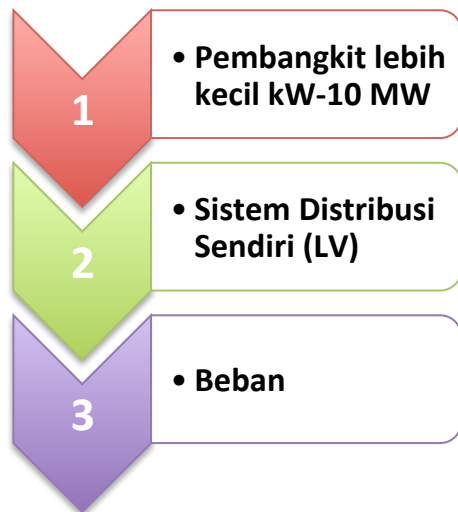 1
• Pembangkit lebih
kecil kW-10 MW
2
• Sistem Distribusi
Sendiri (LV)
3
• Beban